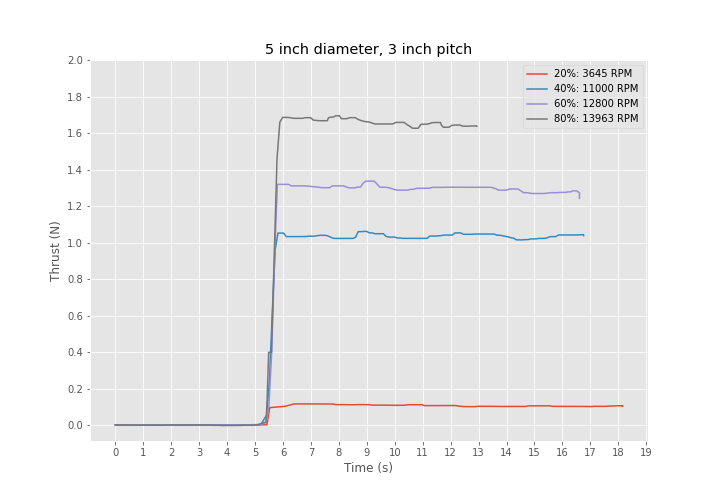 5 inch diameter, 3 inch pitch
2.0
1.8
1.6
1.4
1.2
1.0
0.8
0.6
0.4
0.2
0.0
Thrust (N)
20%: 3645 RPM
40%: 11000 RPM
60%: 12800 RPM
80%: 13963 RPM
0 1 2 3 4 5 6 7 8 9 10 11 12 13 14 15 16 17 18 19
Time (s)